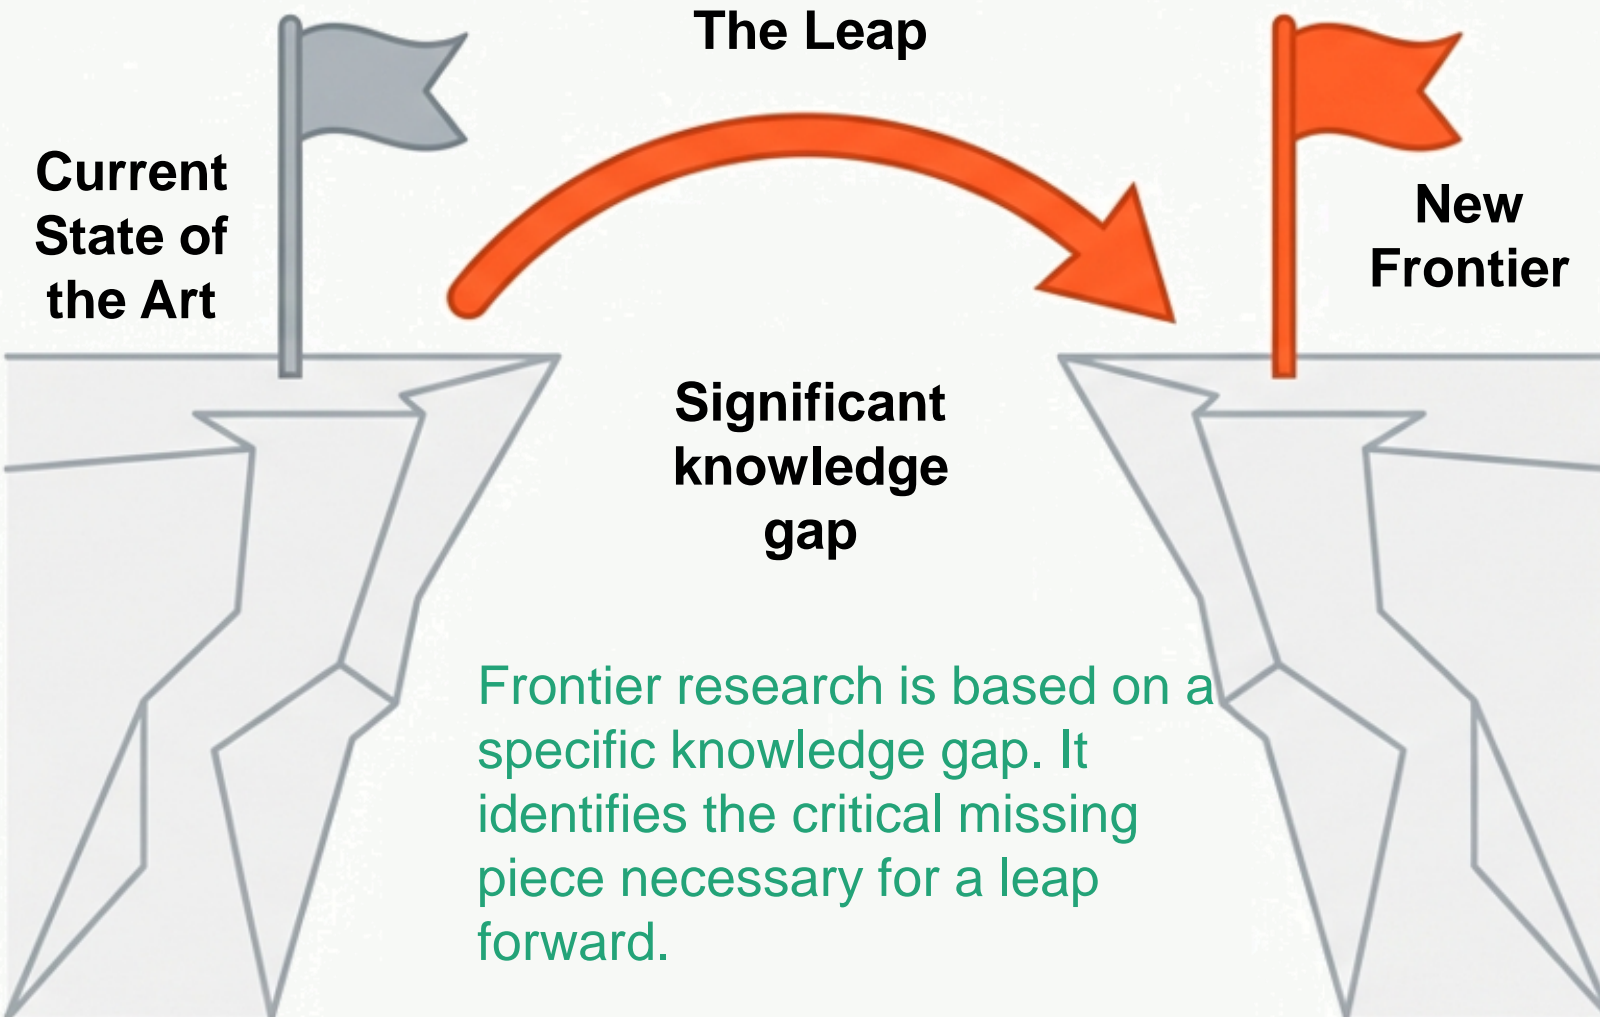 The Leap
Current
State of
the Art
New
Frontier
Significant
knowledge
gap
Frontier research is based on a
specific knowledge gap. It
identifies the critical missing
piece necessary for a leap
forward.